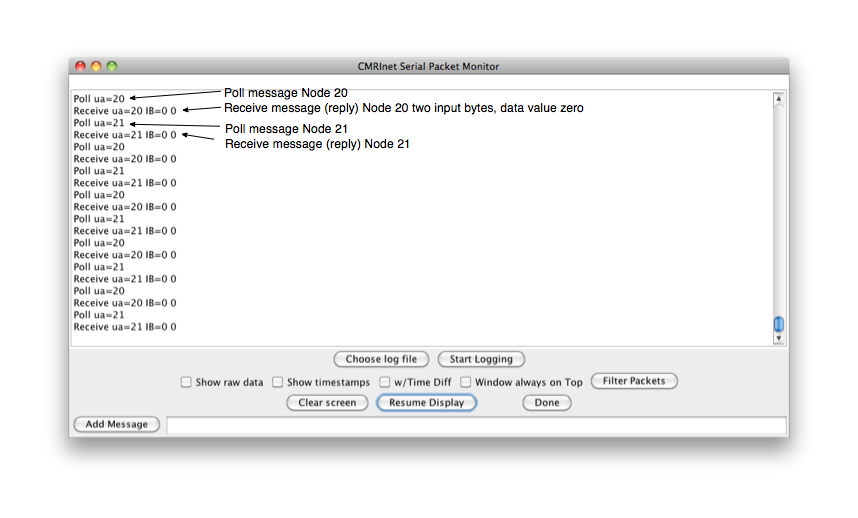 CMRInet Serial Packet Monitor
Poll ua=20
Poll message Node 20
Receive ua=20 IB=0 0
Receive message (reply) Node 20 two input bytes, data value zero
Poll ua=21
Poll message Node 21
Receive ua=21 IB=0 0
Receive message (reply) Node 21
Poll ua=20
Receive ua=20 IB=0 0
Poll ua=21
Receive ua=21 IB=0 0
Poll ua=20
Receive ua=20 IB=0 0
Poll ua=21
Receive ua=21 IB=0 0
Poll ua=20
Receive ua=20 IB=0 0
Poll ua=21
Receive ua=21 IB=0 0
Poll ua=20
Receive ua=20 IB=0 0
Poll ua=21
Receive ua=21 IB=0 0
Choose log file Start Logging
Show raw data Show timestamps w/Time Diff Window always on Top Filter Packets
Clear screen Resume Display Done
Add Message